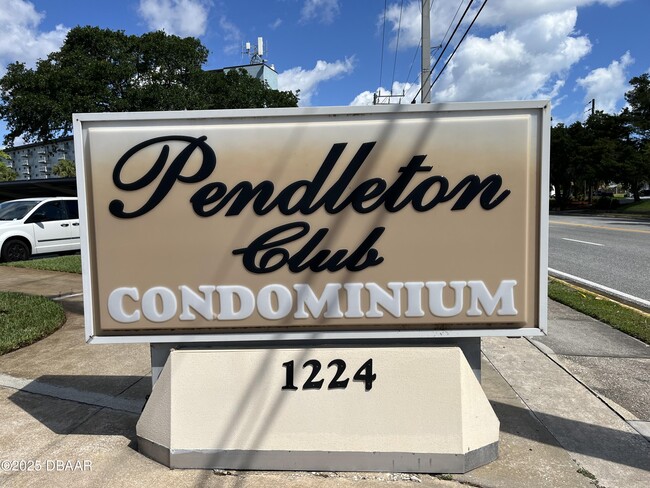 Pendleton
Club
CONDOMINIUM
1224
©2025 DBAAR